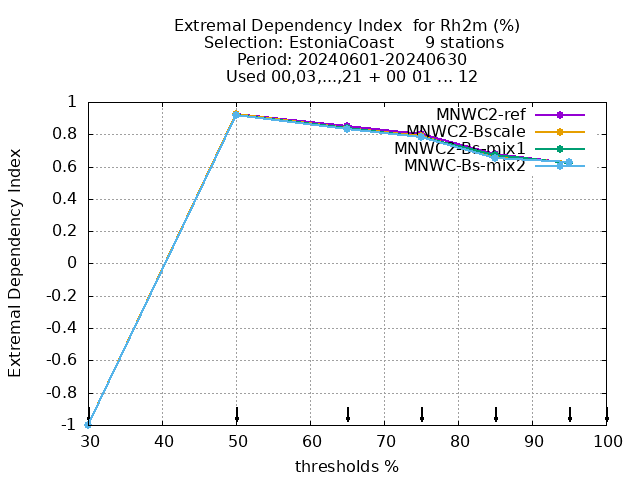 Extremal Dependency Index  for Rh2m (%)
Selection: EstoniaCoast      9 stations
Period: 20240601-20240630
Used 00,03,...,21 + 00 01 ... 12
MNWC2-ref
MNWC2-Bscale
MNWC2-Bs-mix1
MNWC-Bs-mix2
Extremal Dependency Index
1
0.8
0.6
0.4
0.2
0
-0.2
-0.4
-0.6
-0.8
-1
30 40 50 60 70 80 90 100
thresholds %